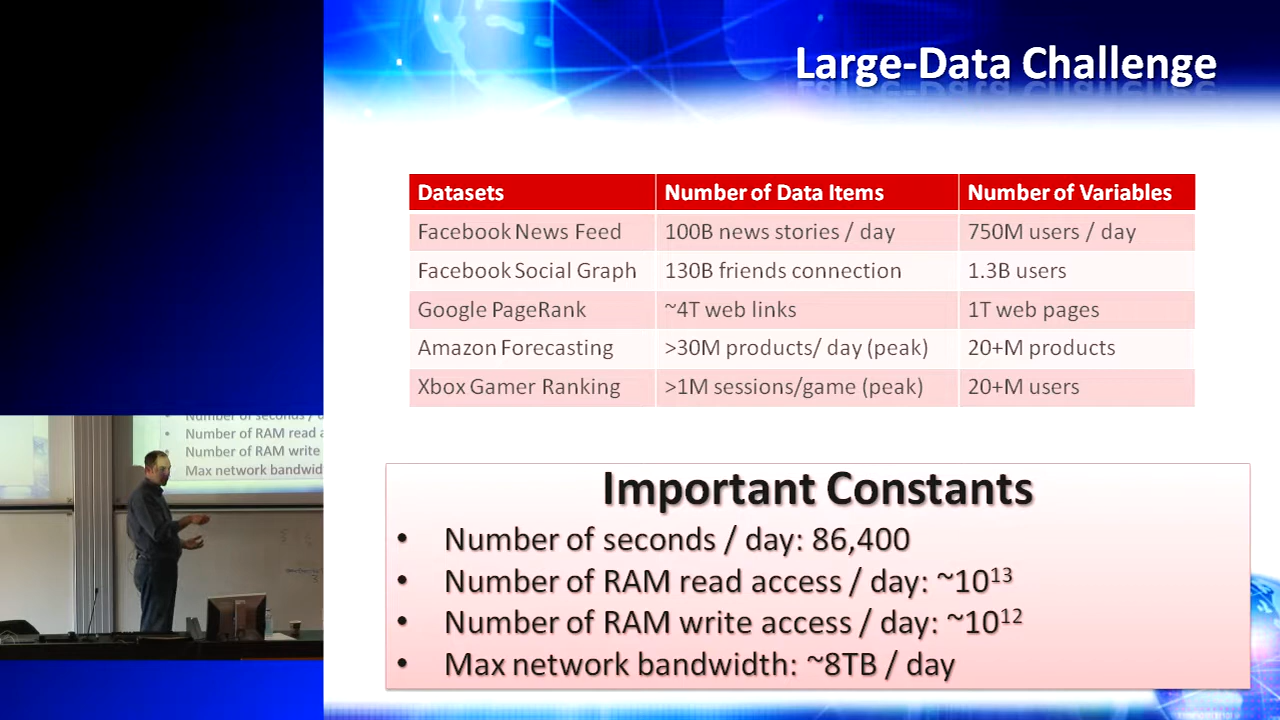 Large-Data Challenge
Datasets Number of Data Items Number of Variables
Facebook News Feed 100B news stories / day 750M users / day
Facebook Social Graph 130B friends connection 1.3B users
Google PageRank ~4T web links 1T web pages
Amazon Forecasting >30M products/ day (peak) 20+M products
Xbox Gamer Ranking >1M sessions/game (peak) 20+M users
Important Constants
• Number of seconds / day: 86,400
• Number of RAM read access / day: ~10¹³
• Number of RAM write access / day: ~10¹²
• Max network bandwidth: ~8TB / day
• Number of seconds /
• Number of RAM read
• Number of RAM write
• Max network